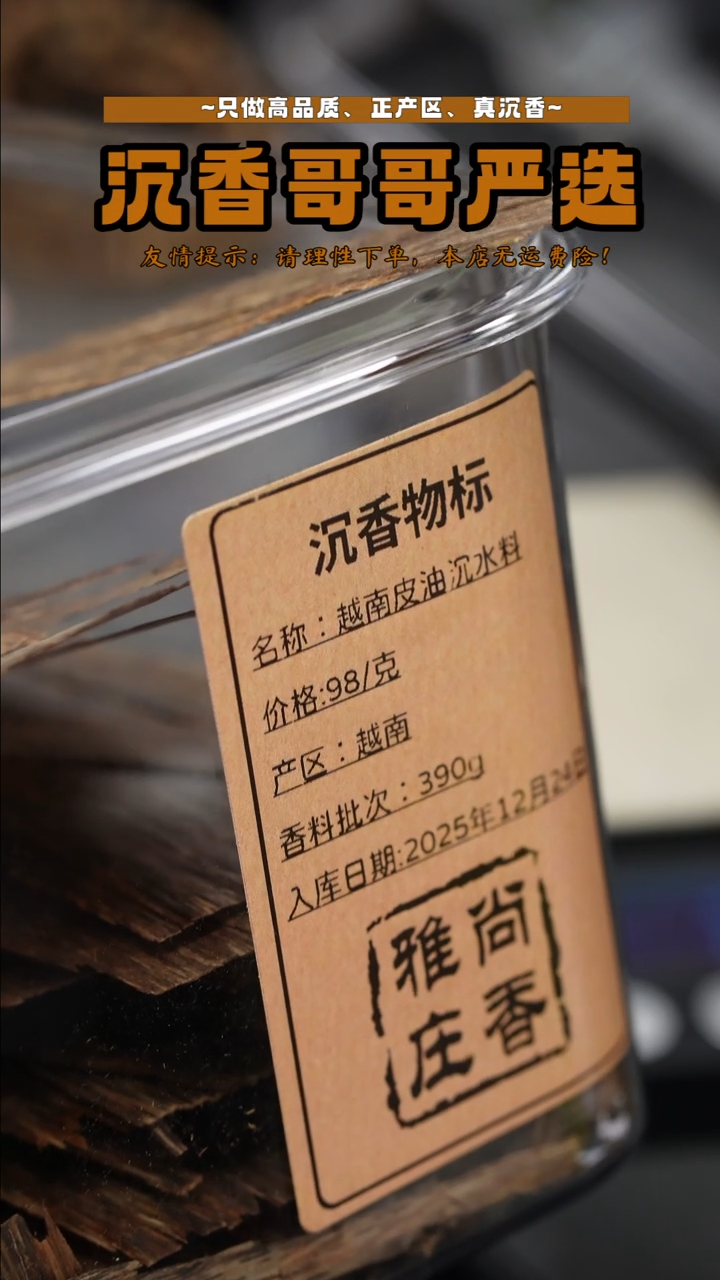 ~只做高品质、正产区、真沉香~
沉香哥哥严选
友情提示：请理性下单，本店无运费险！
沉香物标
名称：越南皮油沉水料
价格:98/克
产区：越南
香料批次：390g
入库日期:2025年12月24日
尚香
雅庄